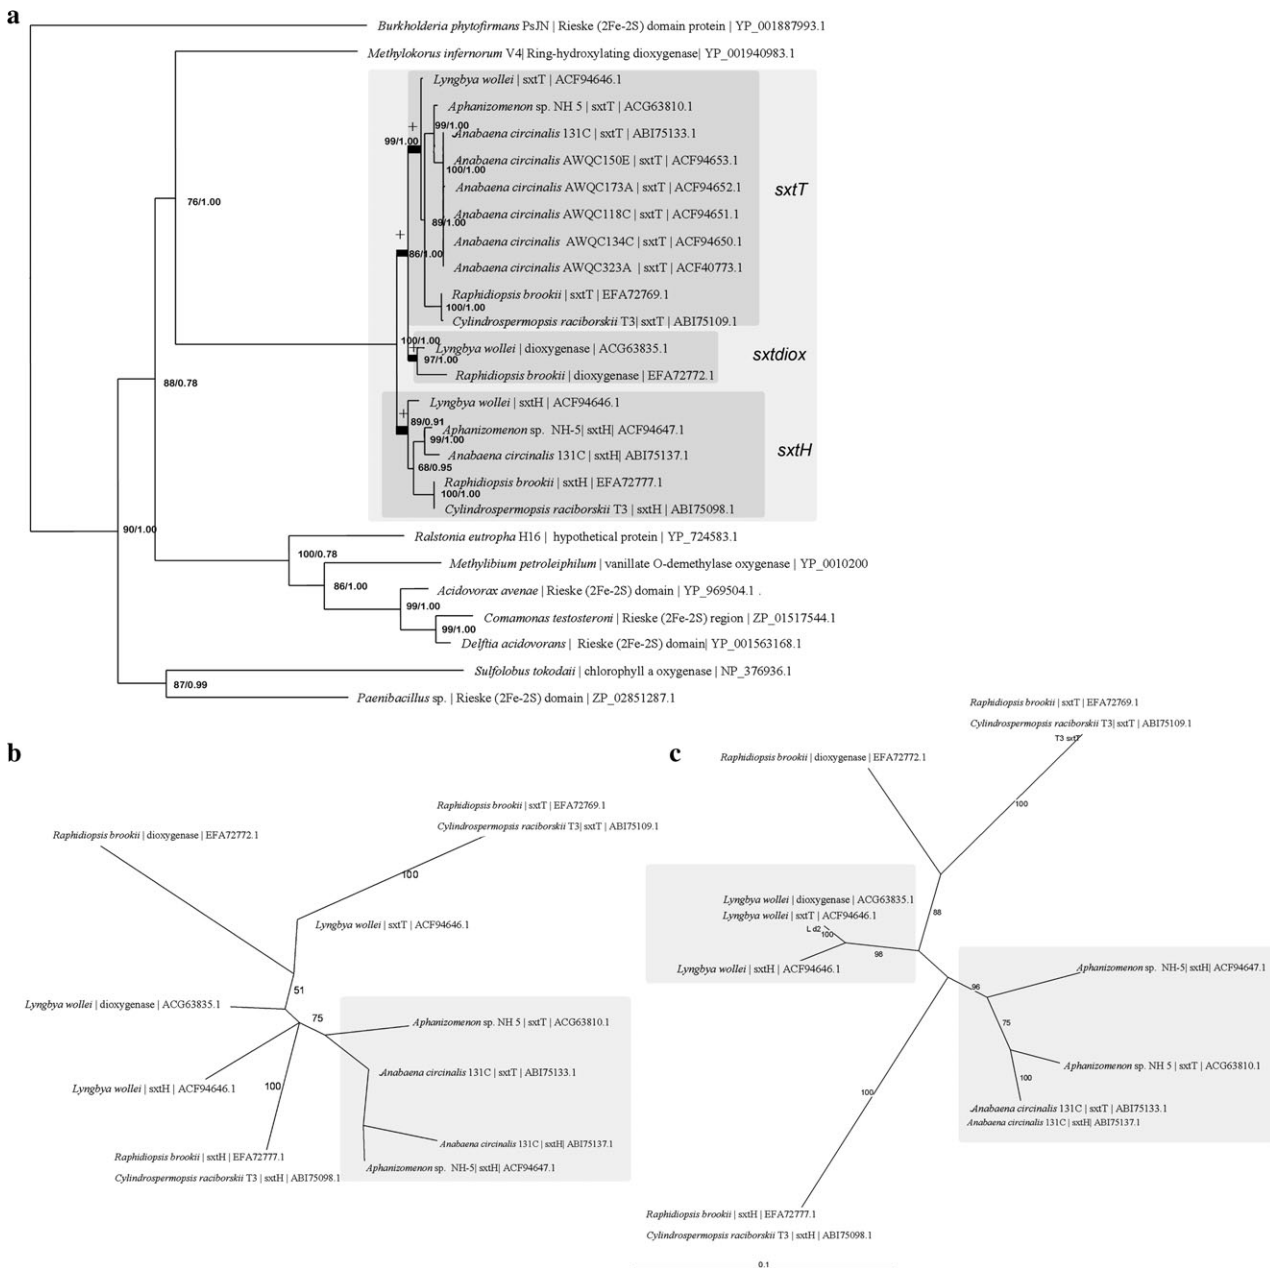 a
Burkholderia phytofirmans PsJN | Rieske (2Fe-2S) domain protein | YP_001887993.1
Methylokorus infernorum V4| Ring-hydroxylating dioxygenase| YP_001940983.1
Lyngbya wollei | sxtT | ACF94646.1
Aphanizomenon sp. NH 5 | sxtT | ACG63810.1
+
99/1.00
99/1.00
Anabaena circinalis 131C | sxtT | ABI75133.1
Anabaena circinalis AWQC150E | sxtT | ACF94653.1
100/1.00
Anabaena circinalis AWQC173A | sxtT | ACF94652.1
sxtT
76/1.00
Anabaena circinalis AWQC118C | sxtT | ACF94651.1
89/1.00
+
Anabaena circinalis AWQC134C | sxtT | ACF94650.1
86/1.00
Anabaena circinalis AWQC323A | sxtT | ACF40773.1
Raphidiopsis brookii | sxtT | EFA72769.1
100/1.00
Cylindrospermopsis raciborskii T3| sxtT | ABI75109.1
100/1.00
+
Lyngbya wollei | dioxygenase | ACG63835.1
sxtdiox
97/1.00
Raphidiopsis brookii | dioxygenase | EFA72772.1
88/0.78
Lyngbya wollei | sxtH | ACF94646.1
+
89/0.91
Aphanizomenon sp. NH-5| sxtH| ACF94647.1
99/1.00
sxtH
Anabaena circinalis 131C | sxtH| ABI75137.1
68/0.95
Raphidiopsis brookii | sxtH | EFA72777.1
100/1.00
Cylindrospermopsis raciborskii T3 | sxtH | ABI75098.1
90/1.00
Ralstonia eutropha H16 | hypothetical protein | YP_724583.1
100/0.78
Methylibium petroleiphilum | vanillate O-demethylase oxygenase | YP_0010200
86/1.00
Acidovorax avenae | Rieske (2Fe-2S) domain | YP_969504.1 .
99/1.00
Comamonas testosteroni | Rieske (2Fe-2S) region | ZP_01517544.1
99/1.00
Delftia acidovorans | Rieske (2Fe-2S) domain| YP_001563168.1
Sulfolobus tokodaii | chlorophyll a oxygenase | NP_376936.1
87/0.99
Paenibacillus sp. | Rieske (2Fe-2S) domain | ZP_02851287.1
b
Raphidiopsis brookii | sxtT | EFA72769.1
Cylindrospermopsis raciborskii T3| sxtT | ABI75109.1
Raphidiopsis brookii | dioxygenase | EFA72772.1
100
Lyngbya wollei | sxtT | ACF94646.1
51
Lyngbya wollei | dioxygenase | ACG63835.1
75
Aphanizomenon sp. NH 5 | sxtT | ACG63810.1
Anabaena circinalis 131C | sxtT | ABI75133.1
Lyngbya wollei | sxtH | ACF94646.1
100
Anabaena circinalis 131C | sxtH| ABI75137.1
Raphidiopsis brookii | sxtH | EFA72777.1
Aphanizomenon sp. NH-5| sxtH| ACF94647.1
Cylindrospermopsis raciborskii T3 | sxtH | ABI75098.1
c
Raphidiopsis brookii | sxtT | EFA72769.1
Cylindrospermopsis raciborskii T3| sxtT | ABI75109.1
T3 sxtT
Raphidiopsis brookii | dioxygenase | EFA72772.1
100
Lyngbya wollei | dioxygenase | ACG63835.1
Lyngbya wollei | sxtT | ACF94646.1
88
L d2
100
98
Lyngbya wollei | sxtH | ACF94646.1
Aphanizomenon sp. NH-5| sxtH| ACF94647.1
96
75
Aphanizomenon sp. NH 5 | sxtT | ACG63810.1
100
100
Anabaena circinalis 131C | sxtT | ABI75133.1
Anabaena circinalis 131C | sxtH| ABI75137.1
Raphidiopsis brookii | sxtH | EFA72777.1
Cylindrospermopsis raciborskii T3 | sxtH | ABI75098.1
0.1